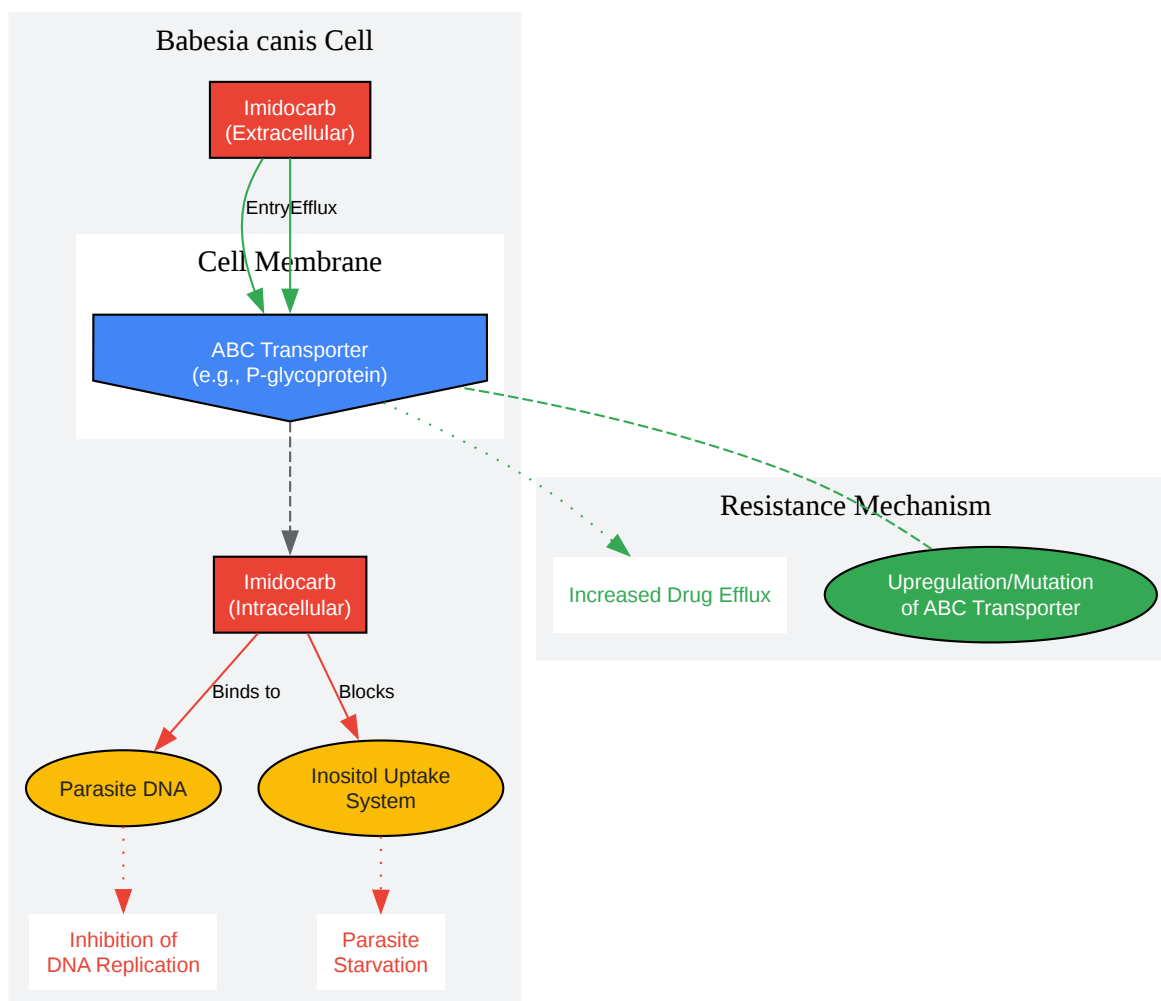 Babesia canis Cell
Imidocarb
(Extracellular)
Entry
Efflux
Cell Membrane
ABC Transporter
(e.g., P-glycoprotein)
Resistance Mechanism
Increased Drug Efflux
Upregulation/Mutation
of ABC Transporter
Imidocarb
(Intracellular)
Binds to
Blocks
Parasite DNA
Inositol Uptake
System
Inhibition of
DNA Replication
Parasite
Starvation